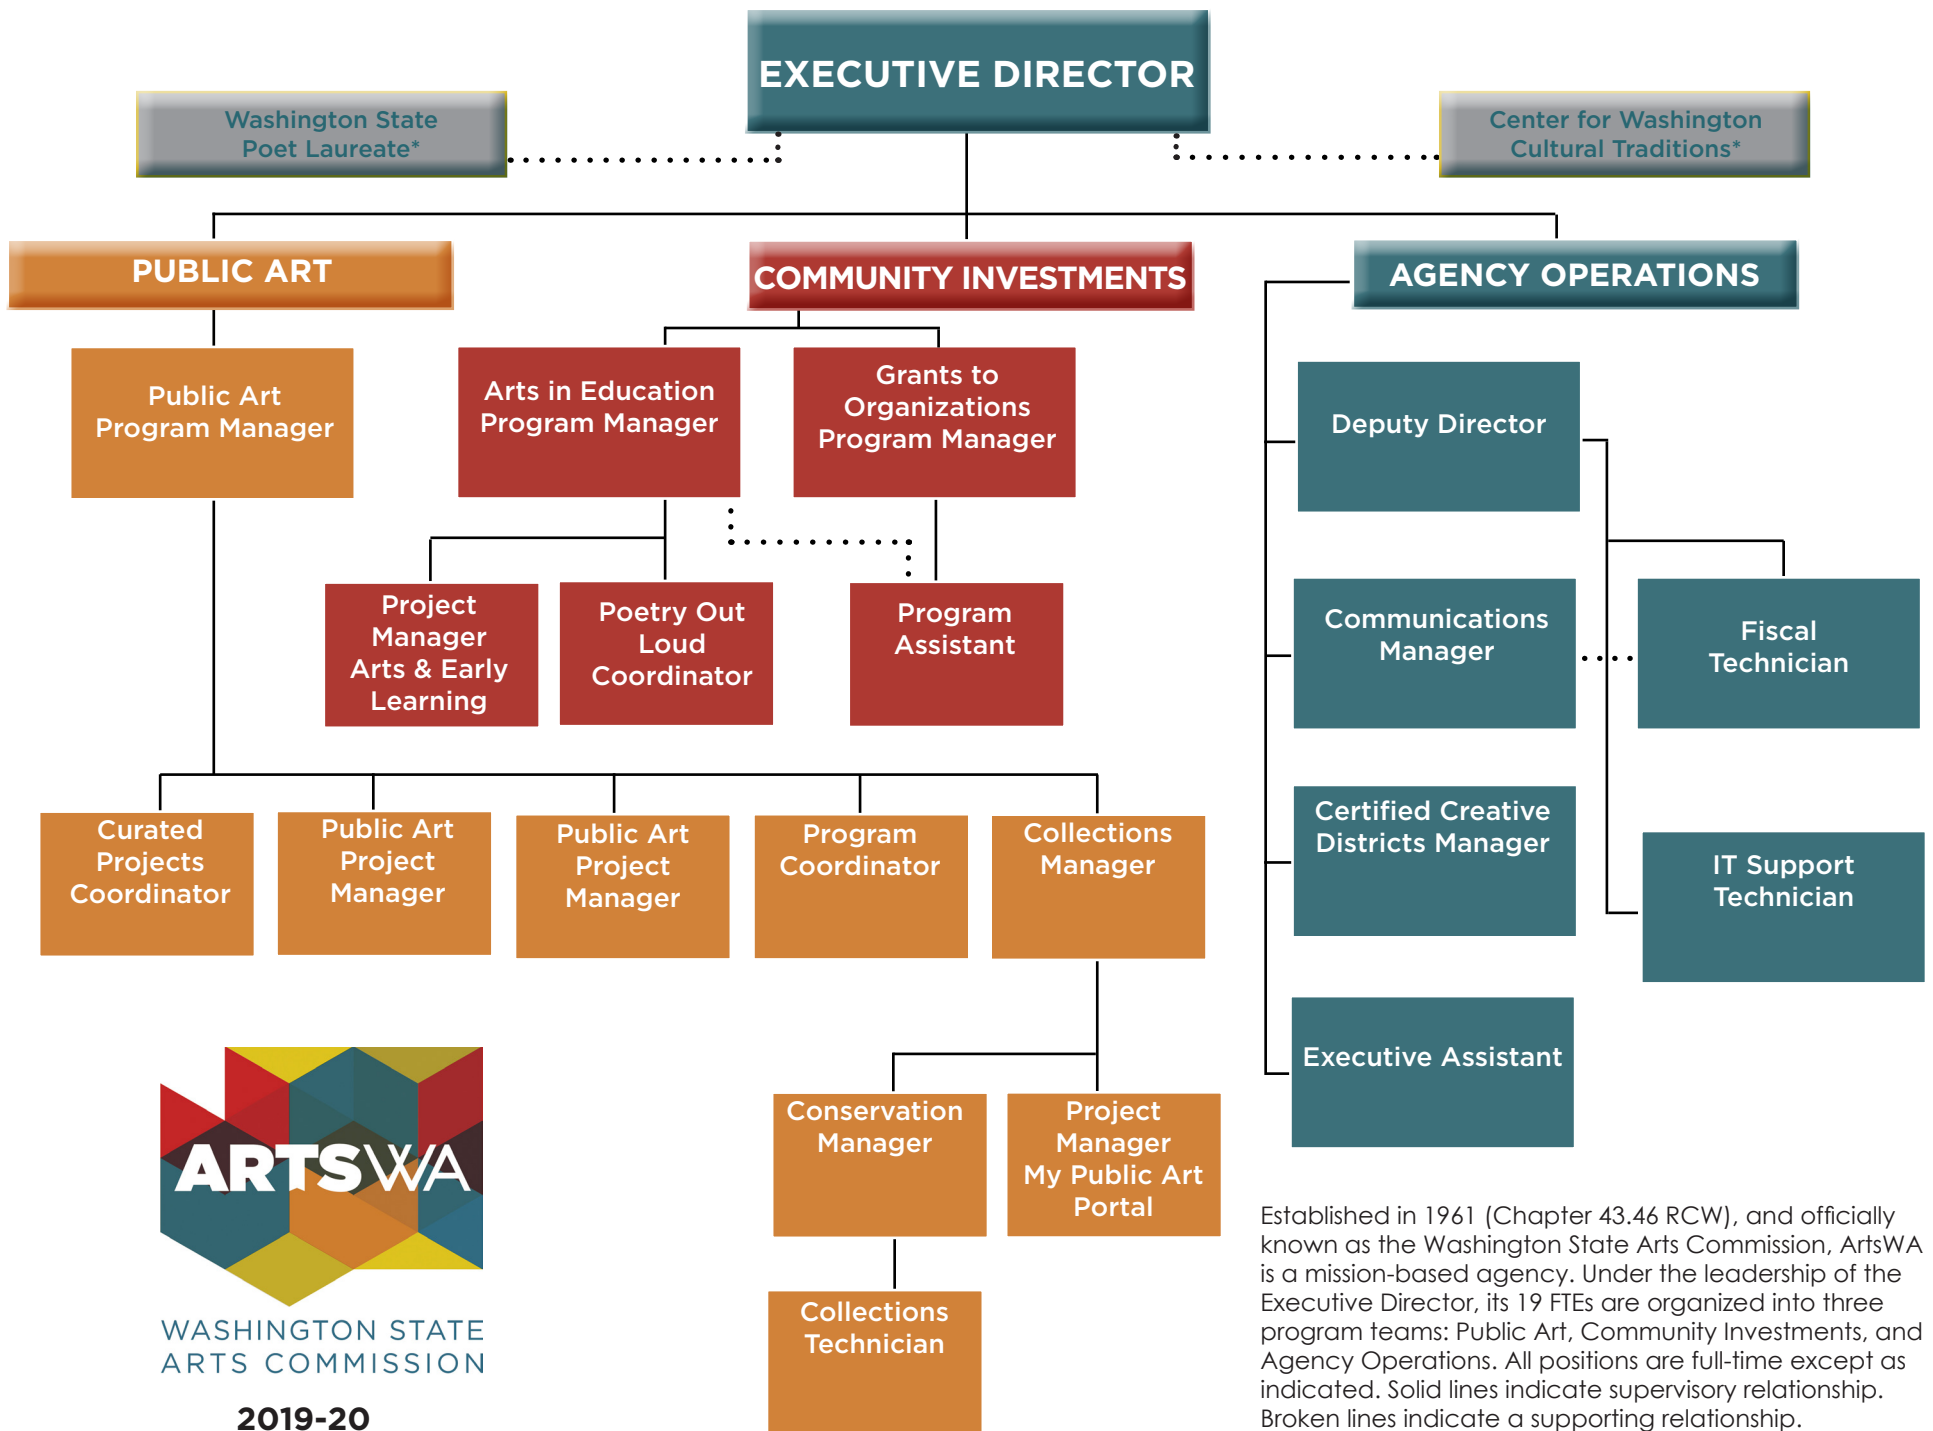 EXECUTIVE DIRECTOR
Washington State
Poet Laureate*
Center for Washington
Cultural Traditions*
PUBLIC ART
COMMUNITY INVESTMENTS
AGENCY OPERATIONS
Public Art
Program Manager
Arts in Education
Program Manager
Grants to
Organizations
Program Manager
Deputy Director
Project
Manager
Arts & Early
Learning
Poetry Out
Loud
Coordinator
Program
Assistant
Communications
Manager
Fiscal
Technician
Curated
Projects
Coordinator
Public Art
Project
Manager
Public Art
Project
Manager
Program
Coordinator
Collections
Manager
Certified Creative
Districts Manager
IT Support
Technician
Executive Assistant
Conservation
Manager
Project
Manager
My Public Art
Portal
Collections
Technician
ARTSWA
WASHINGTON STATE
ARTS COMMISSION
2019-20
Established in 1961 (Chapter 43.46 RCW), and officially
known as the Washington State Arts Commission, ArtsWA
is a mission-based agency. Under the leadership of the
Executive Director, its 19 FTEs are organized into three
program teams: Public Art, Community Investments, and
Agency Operations. All positions are full-time except as
indicated. Solid lines indicate supervisory relationship.
Broken lines indicate a supporting relationship.